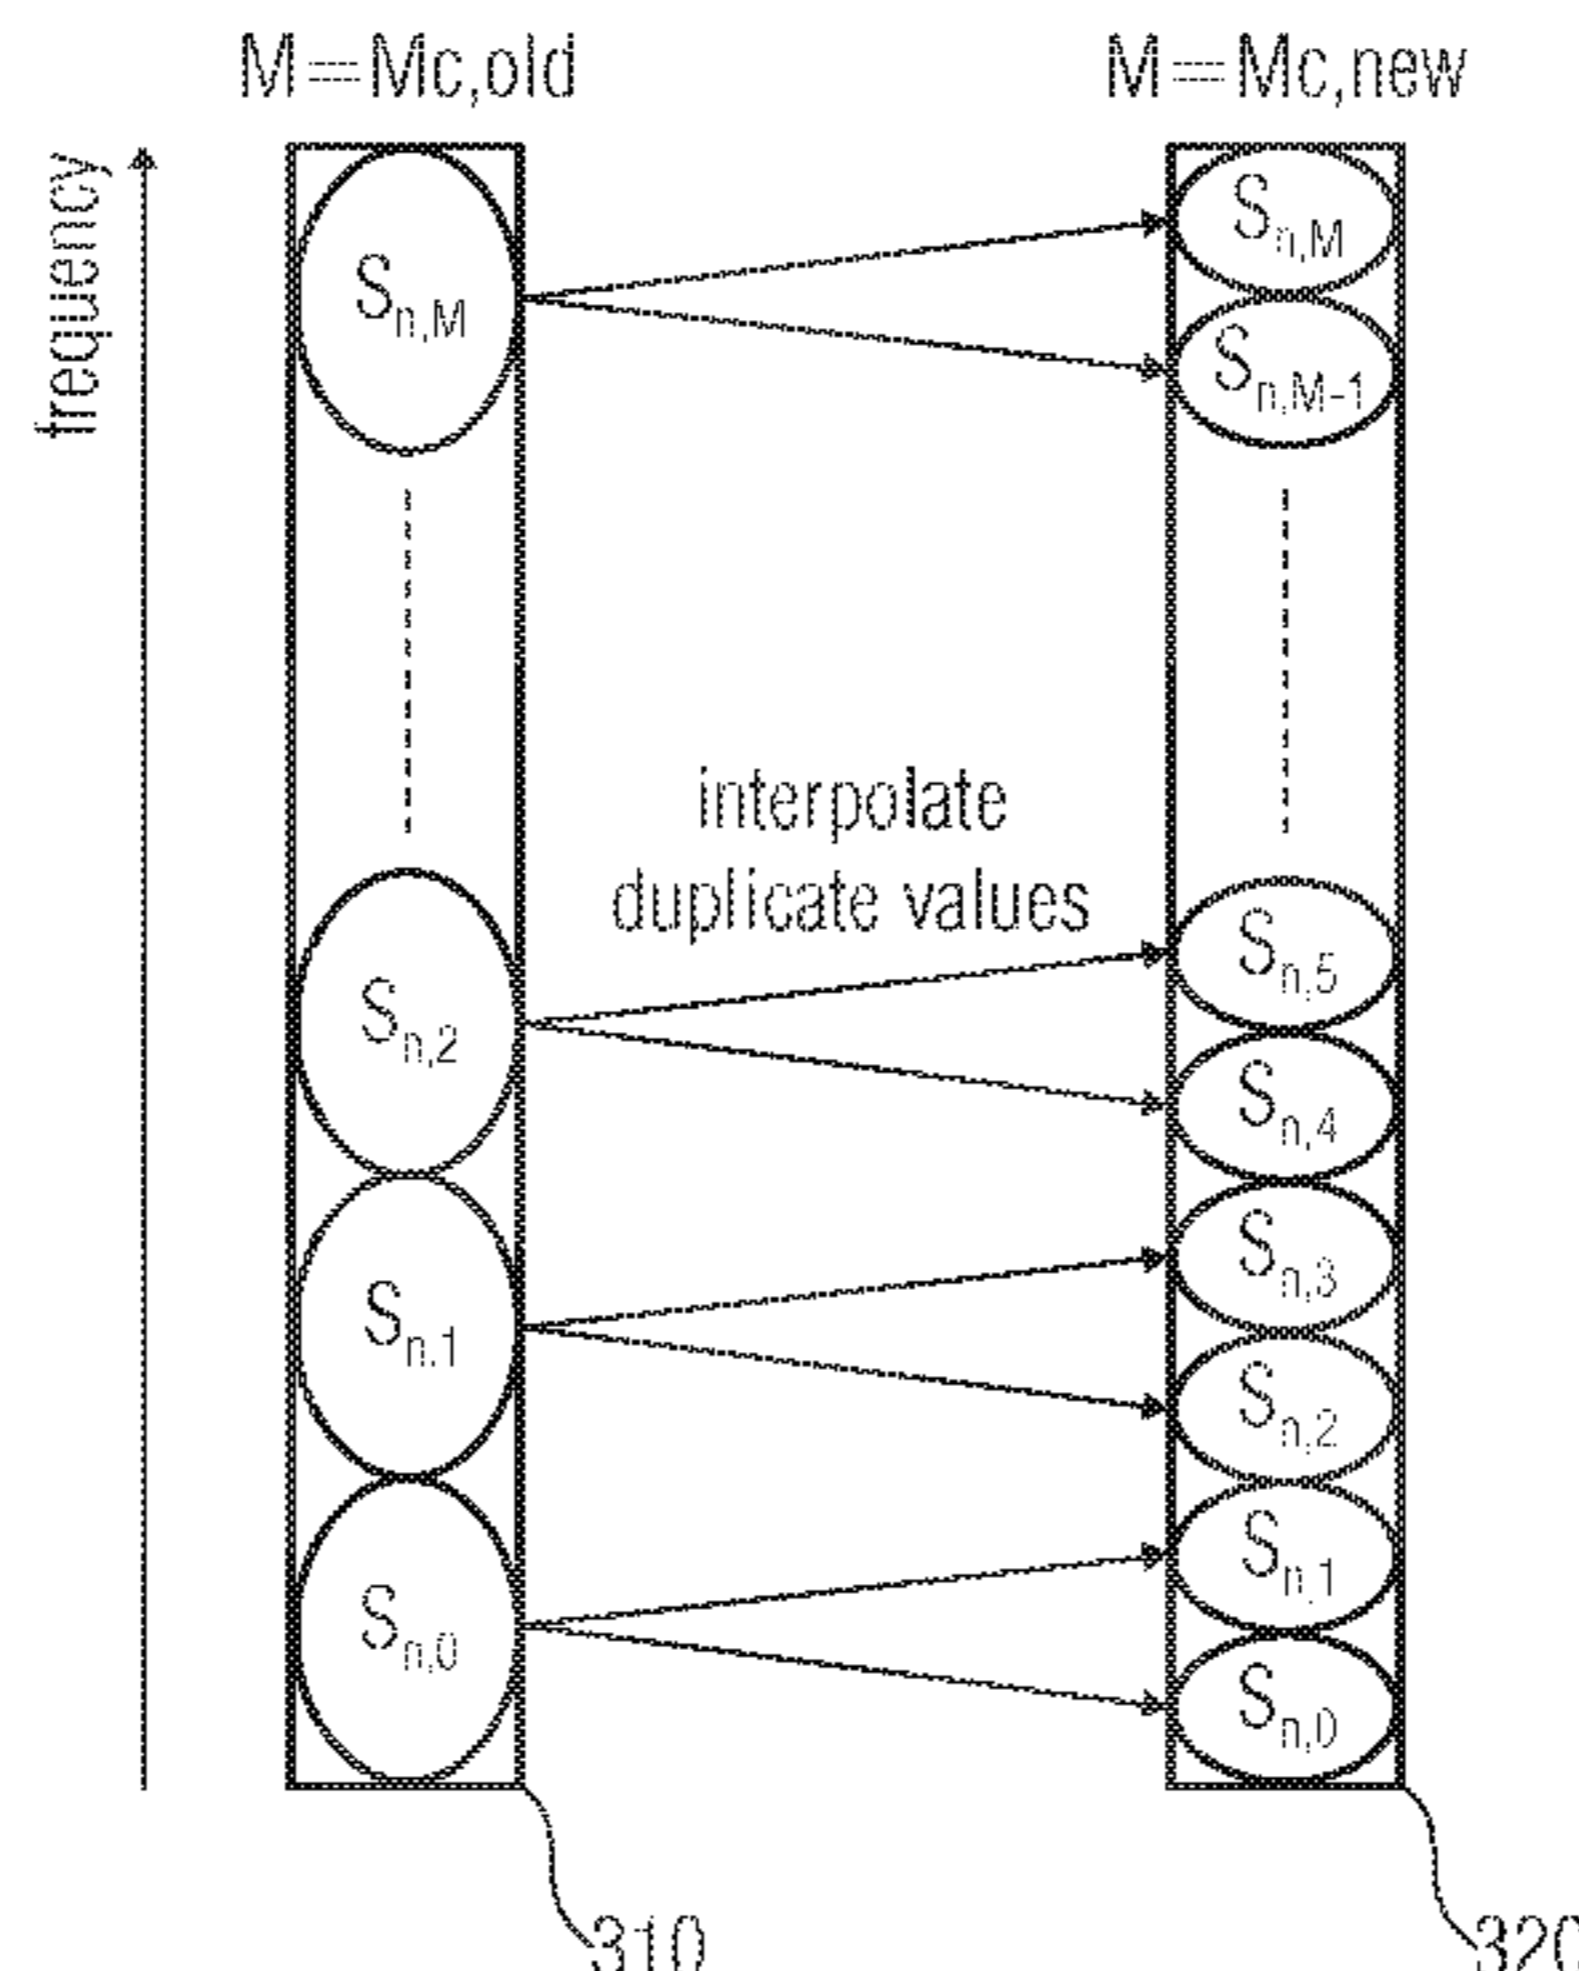 M=Mc,old
M=Mc,new
frequency
Sn,M
Sn,M
Sn,M-1
interpolate
duplicate values
Sn,5
Sn,2
Sn,4
Sn,3
Sn,1
Sn,2
Sn,1
Sn,0
Sn,0
310
320